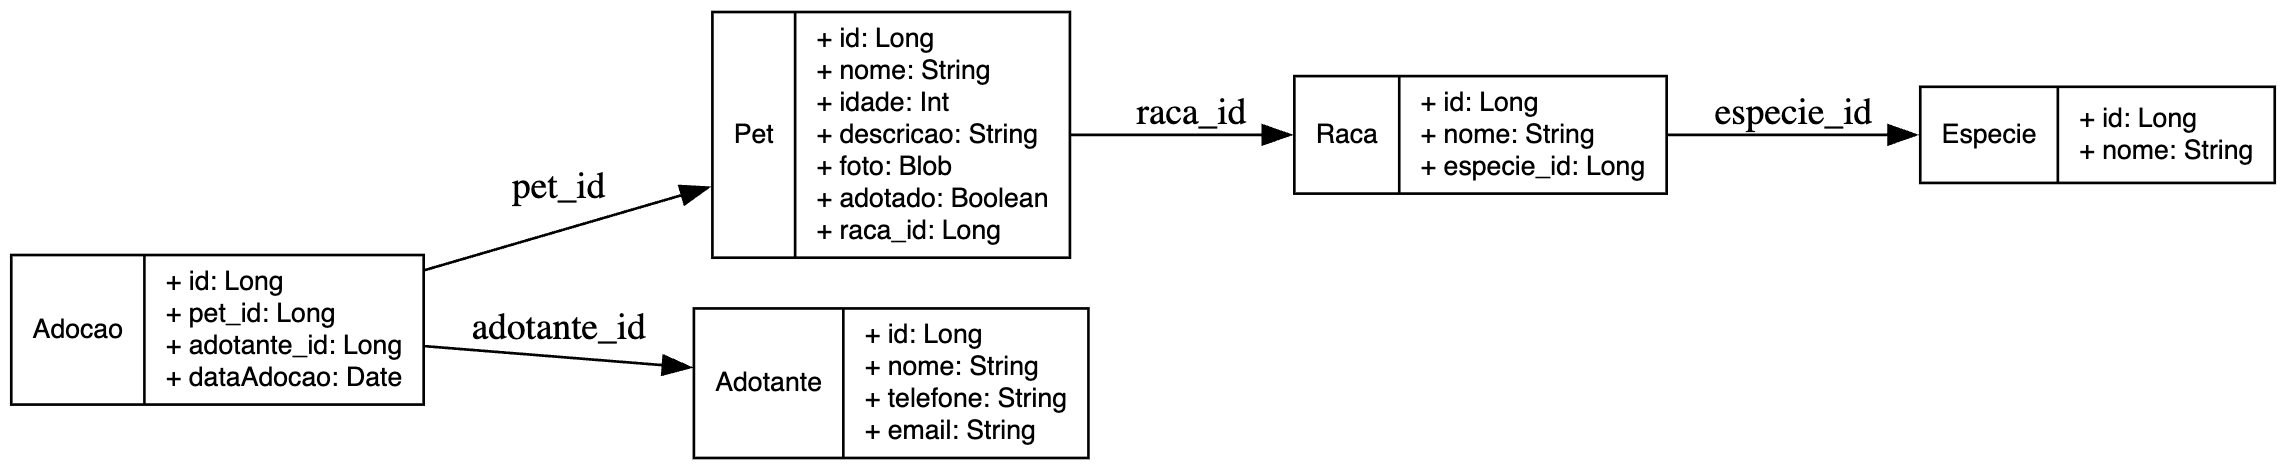 Adocao
+ id: Long
+ pet_id: Long
+ adotante_id: Long
+ dataAdocao: Date
pet_id
adotante_id
Pet
+ id: Long
+ nome: String
+ idade: Int
+ descricao: String
+ foto: Blob
+ adotado: Boolean
+ raca_id: Long
Adotante
+ id: Long
+ nome: String
+ telefone: String
+ email: String
raca_id
Raca
+ id: Long
+ nome: String
+ especie_id: Long
especie_id
Especie
+ id: Long
+ nome: String